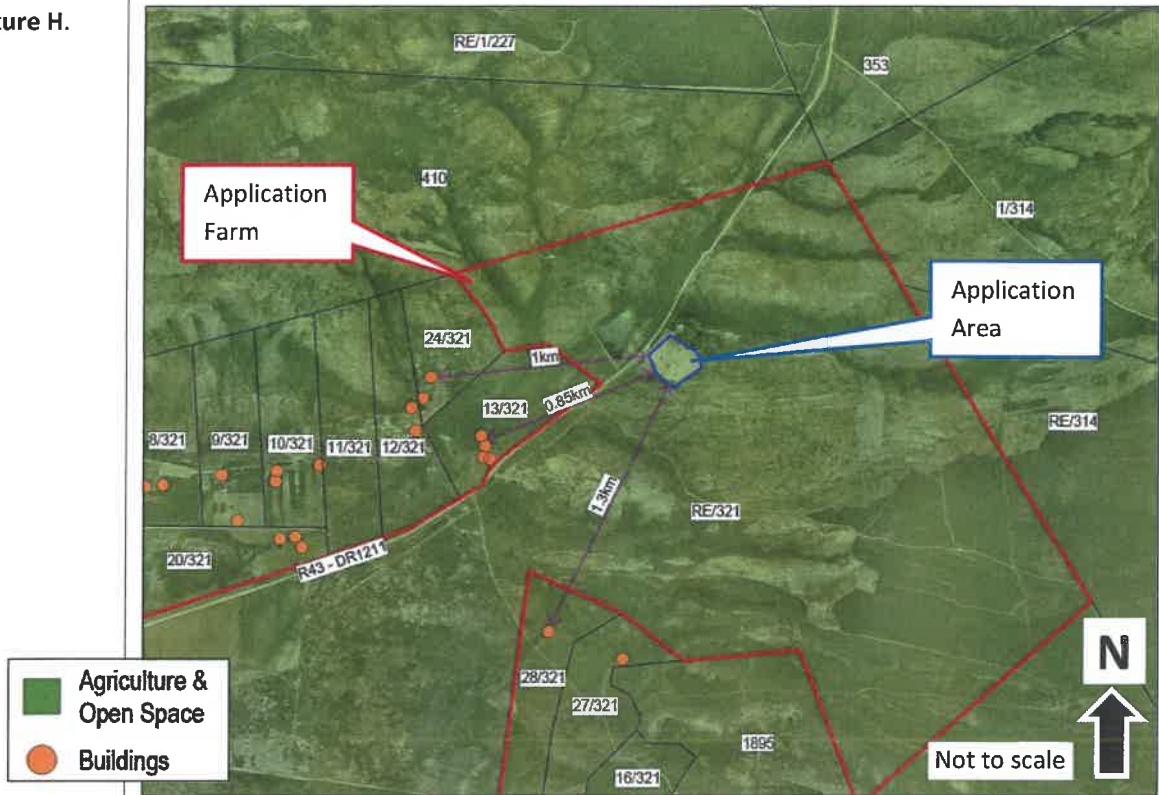 ture H.
RE/1/227
353
410
Application
Farm
1/314
Application
Area
24/321
1km
0.85km
13/321
8/321
9/321
10/321
11/321
12/321
RE/314
1.3km
RE/321
20/321
R43 - DR1211
28/321
27/321
1895
16/321
N
Not to scale
Agriculture &
Open Space
Buildings